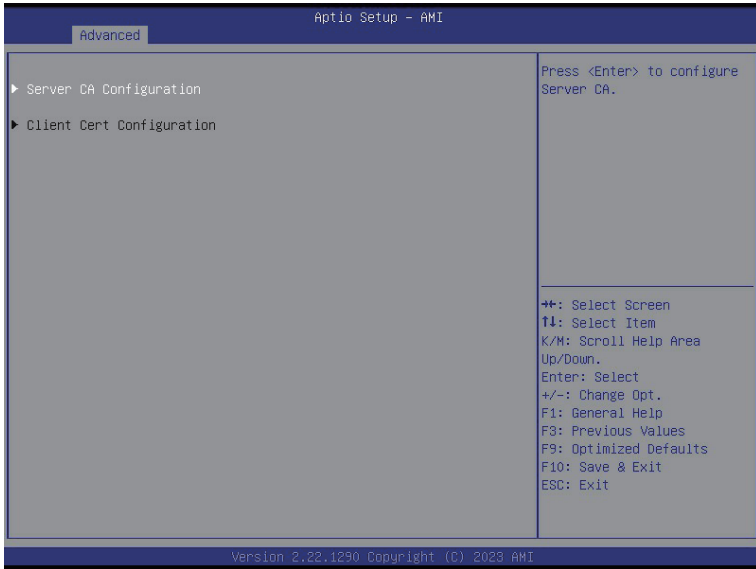 Aptio Setup – AMI
Advanced
▶ Server CA Configuration
▶ Client Cert Configuration
Press <Enter> to configure
Server CA.
→←: Select Screen
↑↓: Select Item
K/M: Scroll Help Area
Up/Down.
Enter: Select
+/-: Change Opt.
F1: General Help
F3: Previous Values
F9: Optimized Defaults
F10: Save & Exit
ESC: Exit
Version 2.22.1290 Copyright (C) 2023 AMI